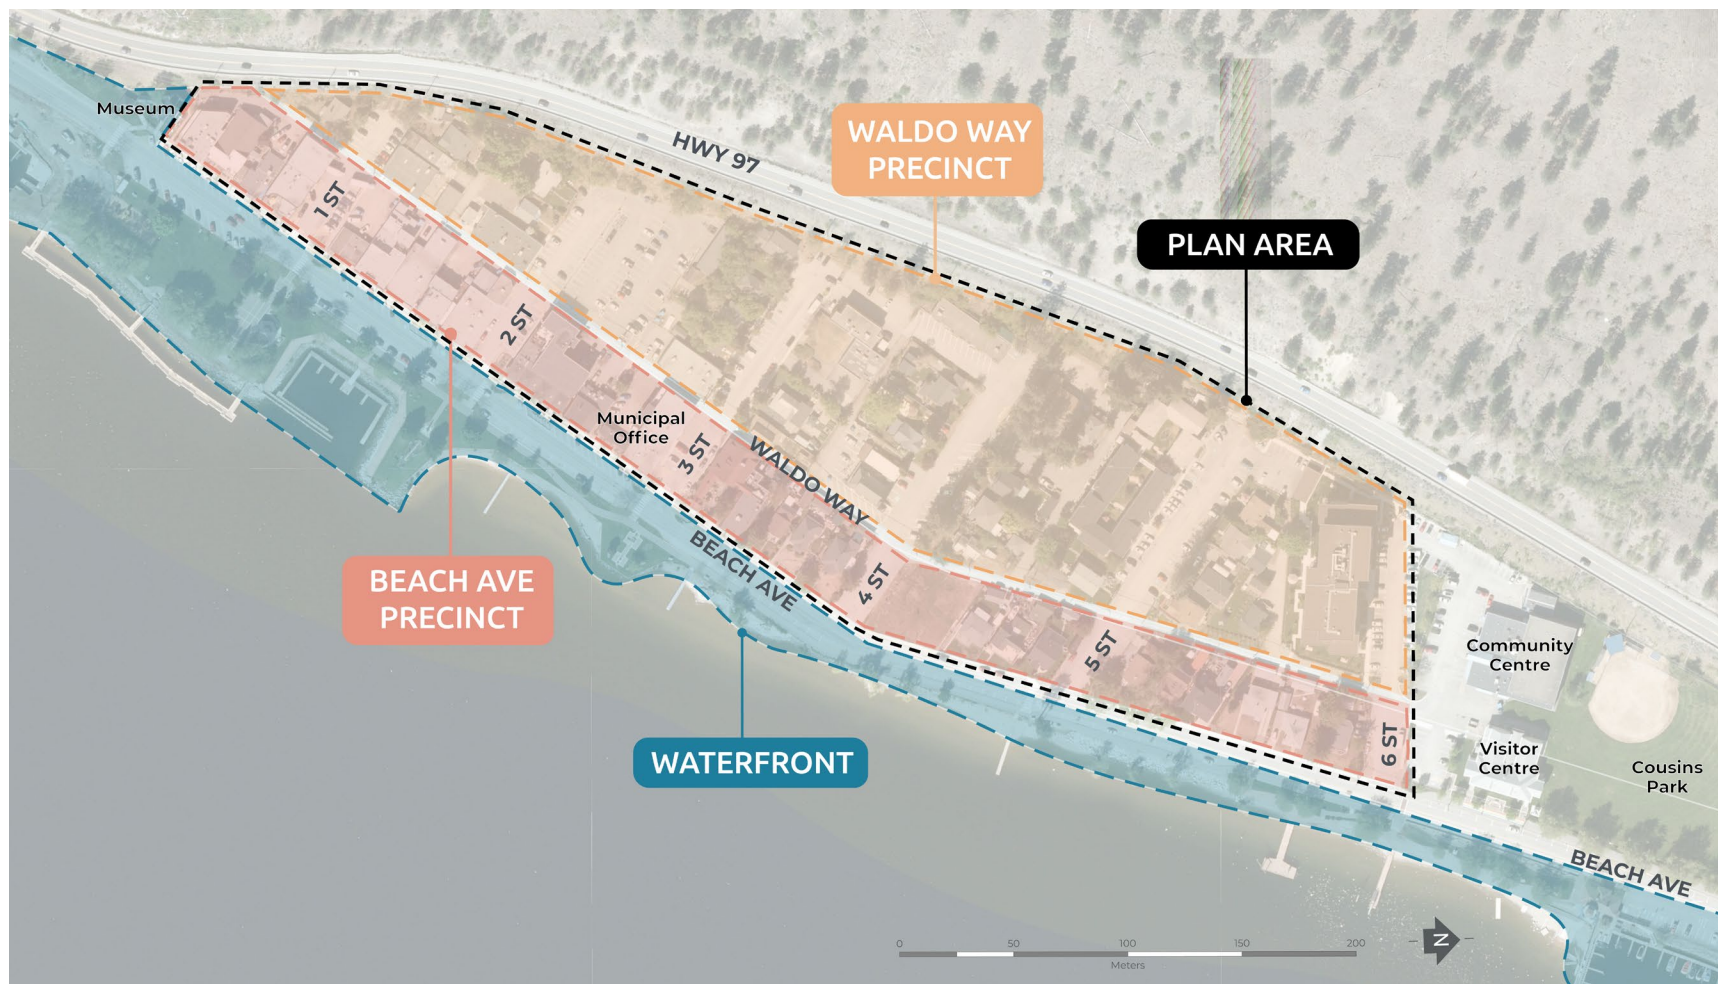 Museum
HWY 97
WALDO WAY
PRECINCT
PLAN AREA
1 ST
2 ST
Municipal
Office
3 ST
WALDO WAY
BEACH AVE
4 ST
BEACH AVE
PRECINCT
5 ST
WATERFRONT
6 ST
Community
Centre
Visitor
Centre
Cousins
Park
BEACH AVE
0 50 100 150 200
Meters
N